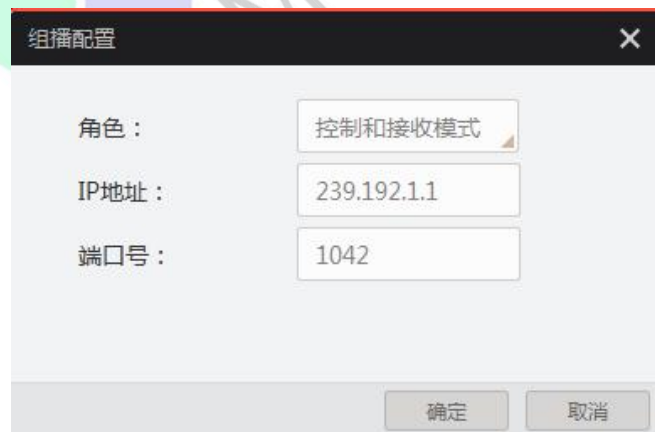 组播配置
角色： 控制和接收模式
IP地址： 239.192.1.1
端口号： 1042
确定 取消